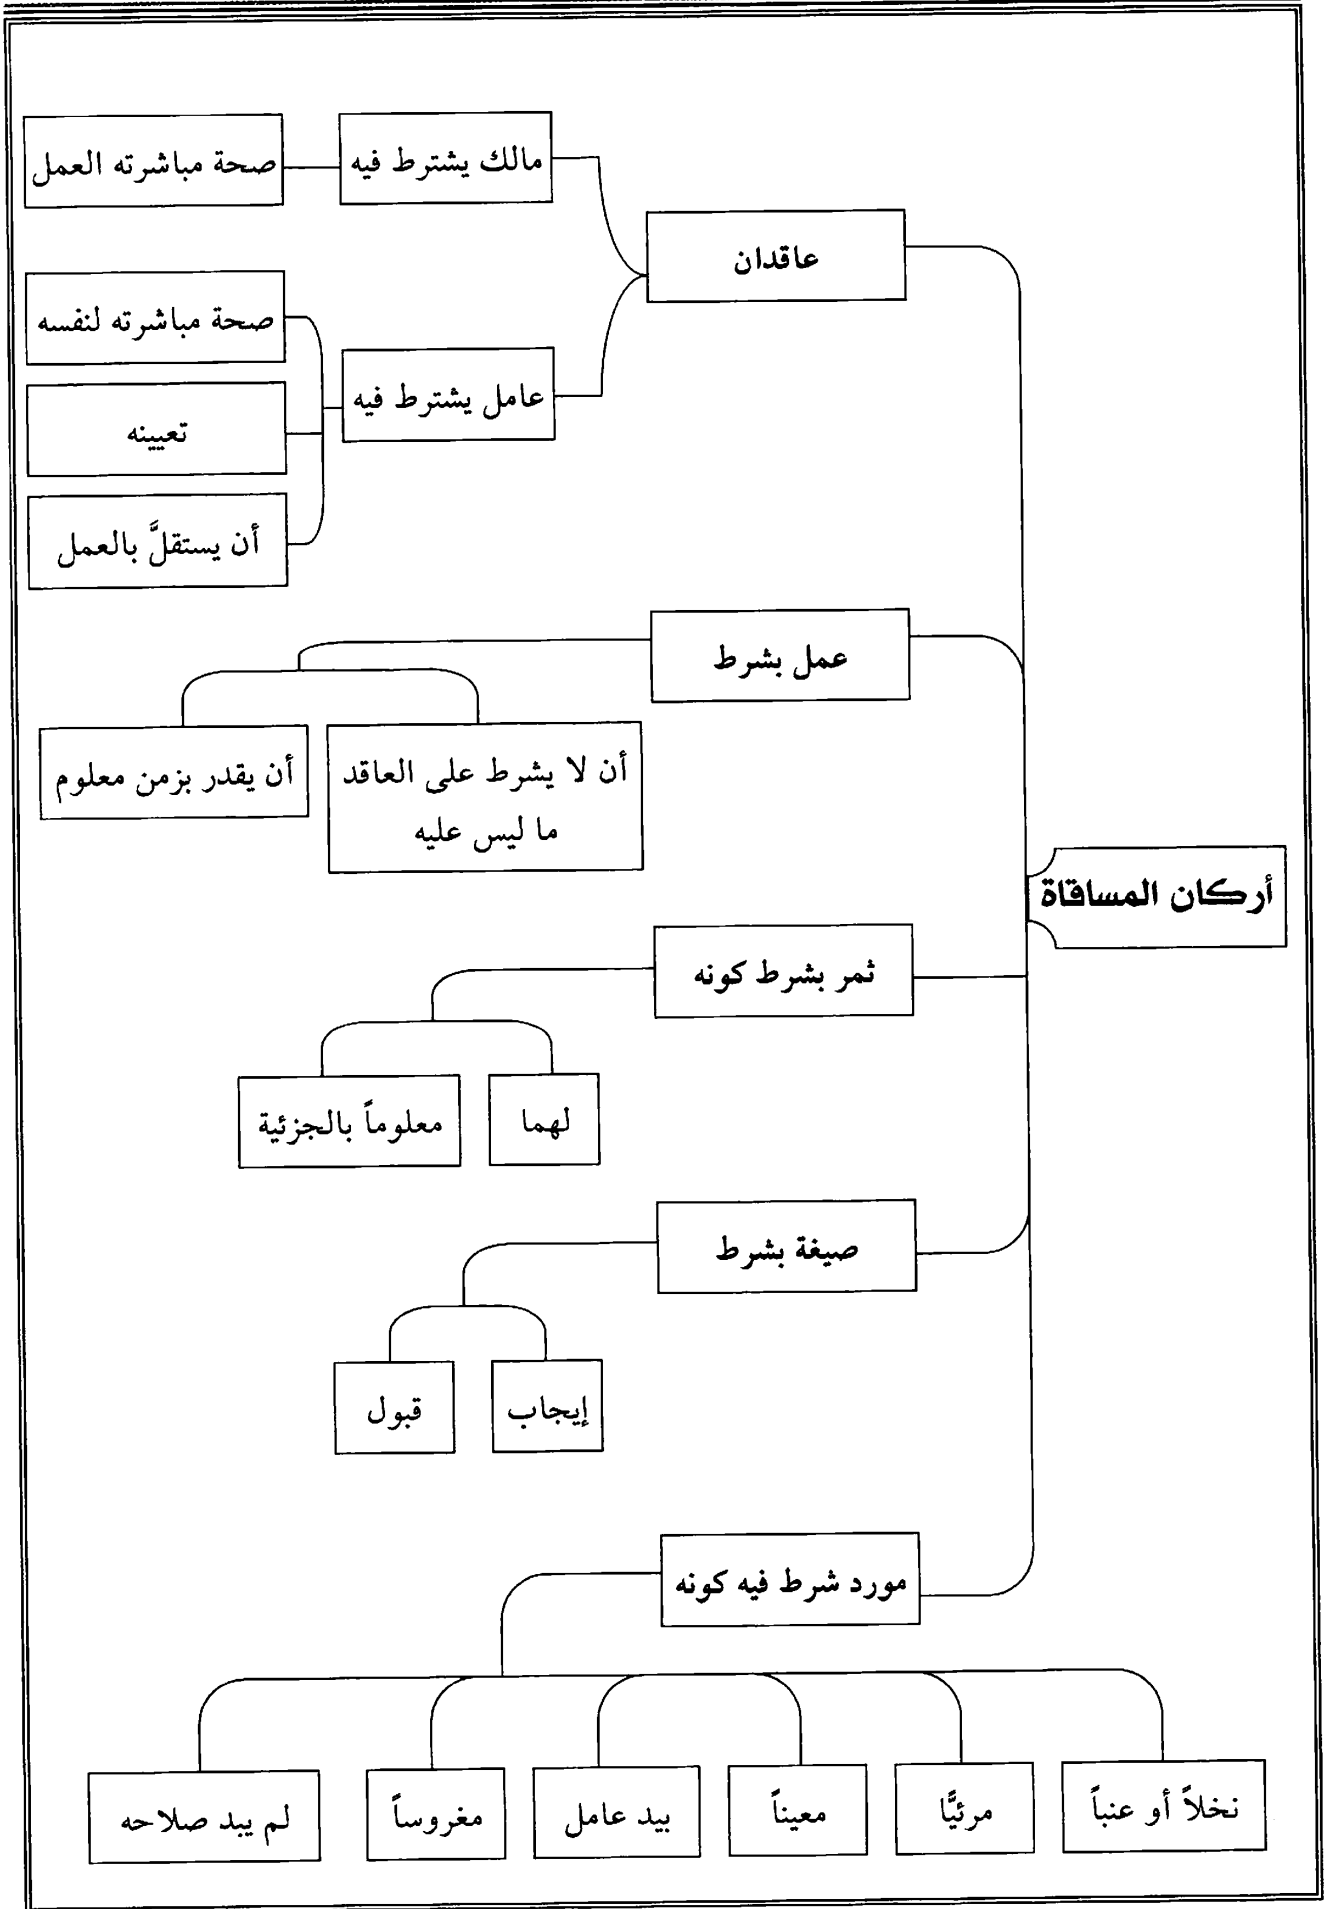 أركان المساقاة
عاقدان
مالك يشترط فيه
صحة مباشرته العمل
عامل يشترط فيه
صحة مباشرته لنفسه
تعيينه
أن يستقلَّ بالعمل
عمل بشرط
أن لا يشرط على العاقد
ما ليس عليه
أن يقدر بزمن معلوم
ثمر بشرط كونه
لهما
معلوماً بالجزئية
صيغة بشرط
إيجاب
قبول
مورد شرط فيه كونه
نخلاً أو عنباً
مرئيًّا
معيناً
بيد عامل
مغروساً
لم يبد صلاحه